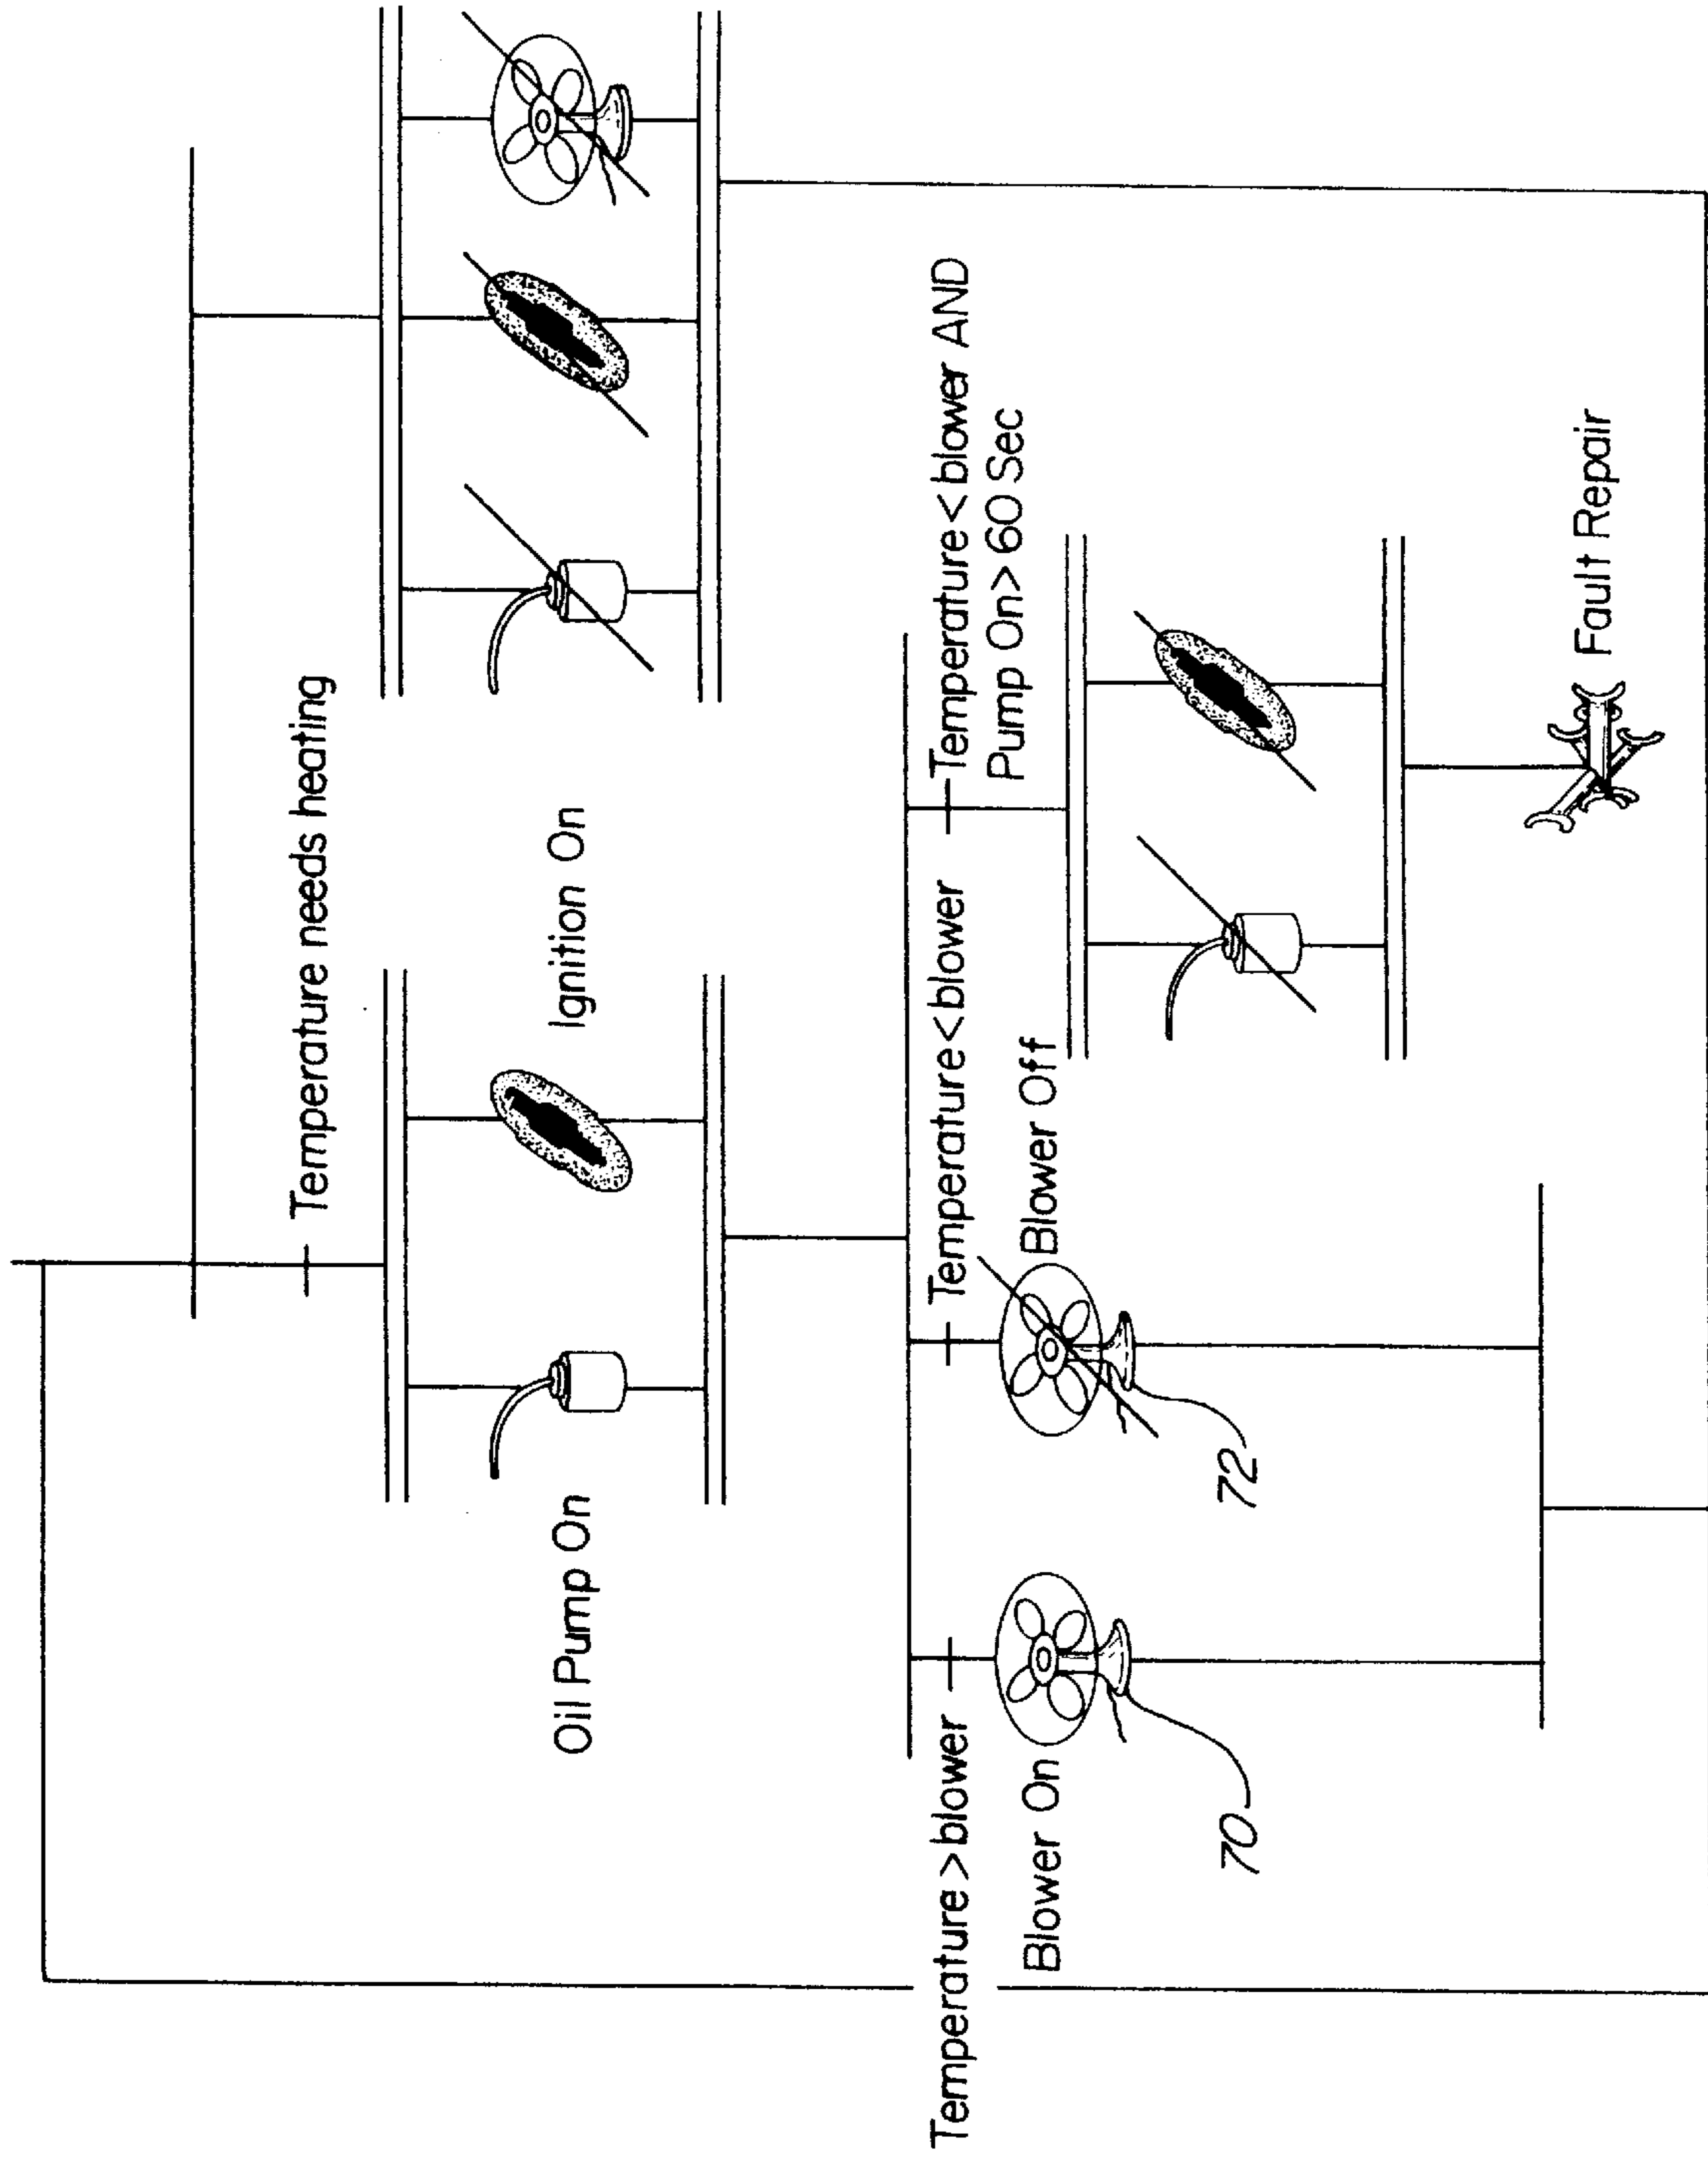 Temperature needs heating
Oil Pump On
Ignition On
Temperature > blower
Temperature < blower
Temperature < blower AND
Pump On > 60 Sec
Blower On
Blower Off
70
72
Fault Repair